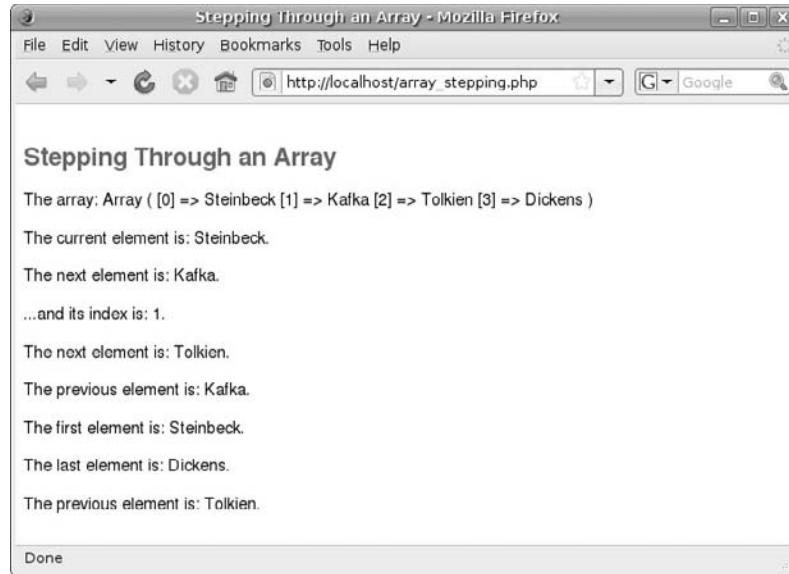 Stepping Through an Array - Mozilla Firefox
File Edit View History Bookmarks Tools Help
http://localhost/array_stepping.php G Google
Stepping Through an Array
The array: Array ( [0] => Steinbeck [1] => Kafka [2] => Tolkien [3] => Dickens )
The current element is: Steinbeck.
The next element is: Kafka.
...and its index is: 1.
The next element is: Tolkien.
The previous element is: Kafka.
The first element is: Steinbeck.
The last element is: Dickens.
The previous element is: Tolkien.
Done